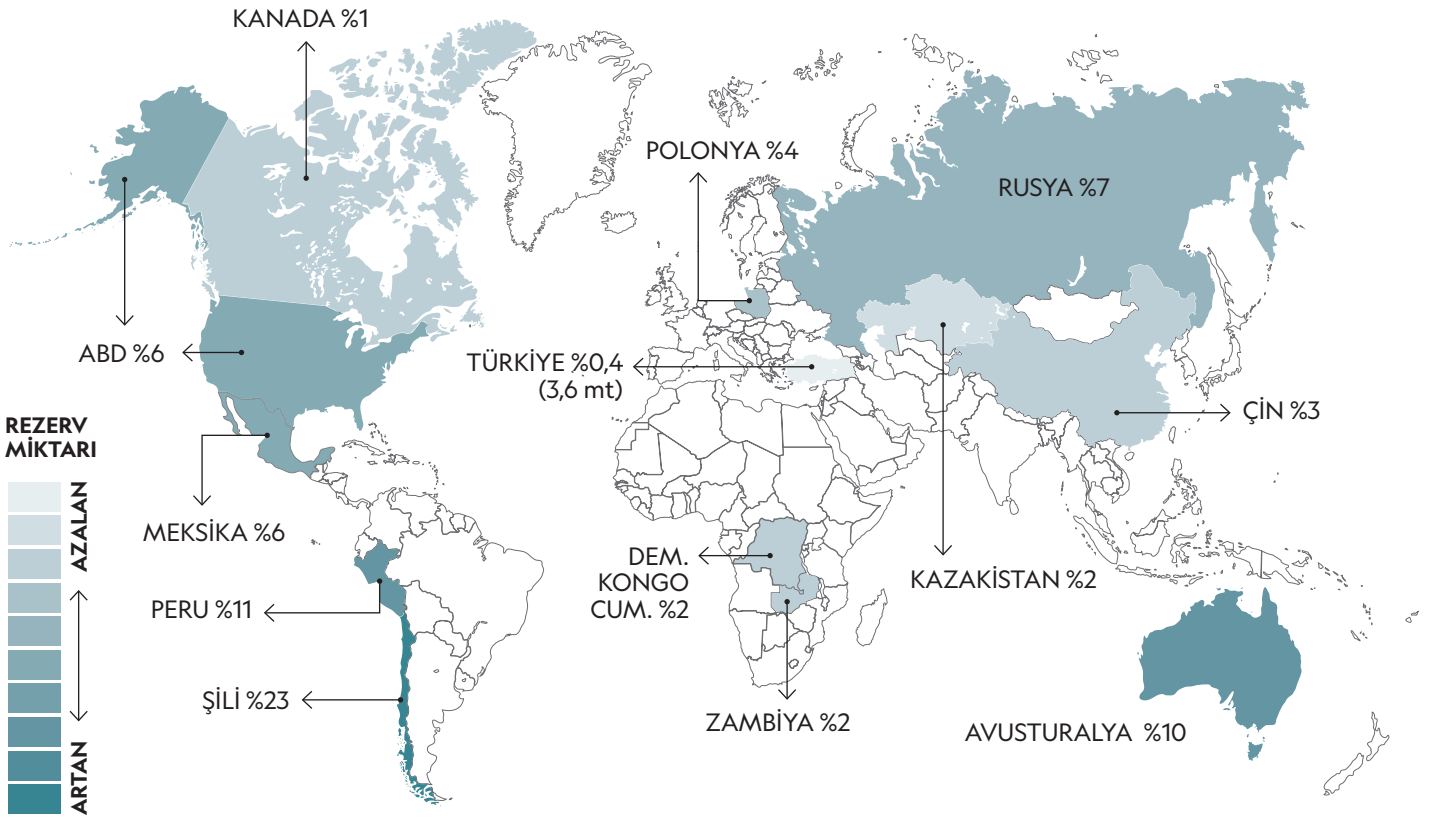 KANADA %1
POLONYA %4
RUSYA %7
ABD %6
TÜRKİYE %0,4
(3,6 mt)
ÇİN %3
REZERV
MİKTARI
AZALAN
ARTAN
MEKSİKA %6
DEM.
KONGO
CUM. %2
KAZAKİSTAN %2
PERU %11
ŞİLİ %23
ZAMBİYA %2
AVUSTURALYA %10